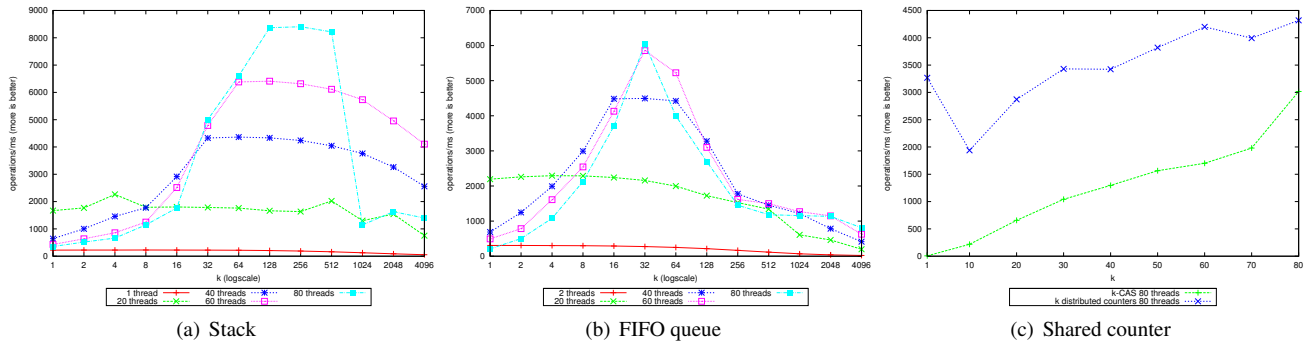 9000
8000
7000
6000
5000
4000
3000
2000
1000
0
operations/ms (more is better)
1 2 4 8 16 32 64 128 256 512 1024 2048 4096
k (logscale)
1 thread 40 threads 80 threads
20 threads 60 threads
(a) Stack
7000
6000
5000
4000
3000
2000
1000
0
operations/ms (more is better)
1 2 4 8 16 32 64 128 256 512 1024 2048 4096
k (logscale)
2 threads 40 threads 80 threads
20 threads 60 threads
(b) FIFO queue
4500
4000
3500
3000
2500
2000
1500
1000
500
0
operations/ms (more is better)
1 10 20 30 40 50 60 70 80
k
k-CAS 80 threads
k distributed counters 80 threads
(c) Shared counter